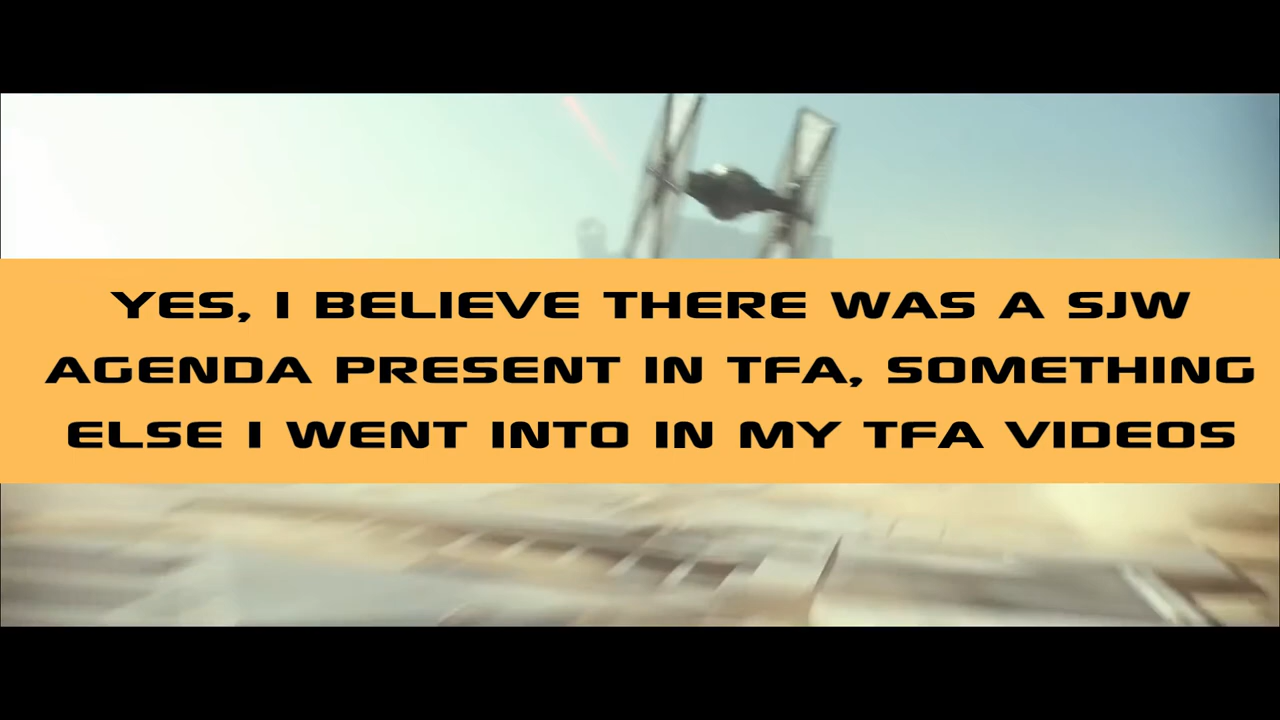 YES, I BELIEVE THERE WAS A SJW
AGENDA PRESENT IN TFA, SOMETHING
ELSE I WENT INTO IN MY TFA VIDEOS